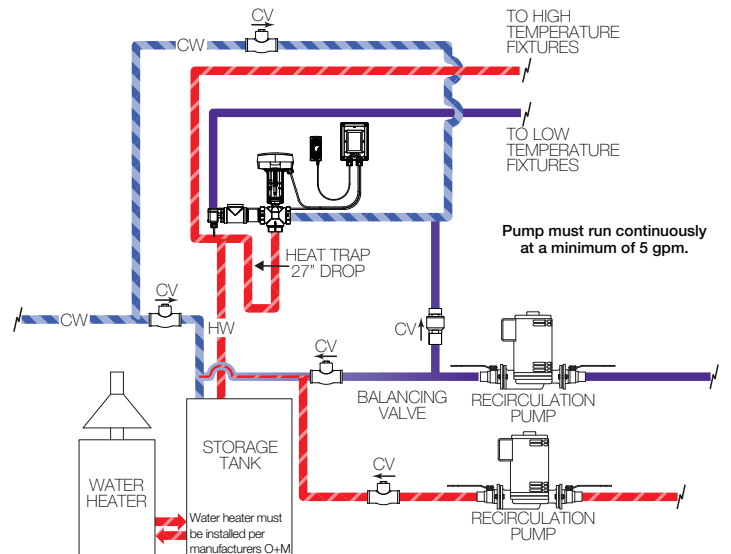 CV
CW
TO HIGH
TEMPERATURE
FIXTURES
TO LOW
TEMPERATURE
FIXTURES
Pump must run continuously
at a minimum of 5 gpm.
HEAT TRAP
27" DROP
CV
CW
HW
CV
CV
BALANCING
VALVE
RECIRCULATION
PUMP
STORAGE
TANK
WATER
HEATER
CV
Water heater must
be installed per
manufacturers O+M
RECIRCULATION
PUMP